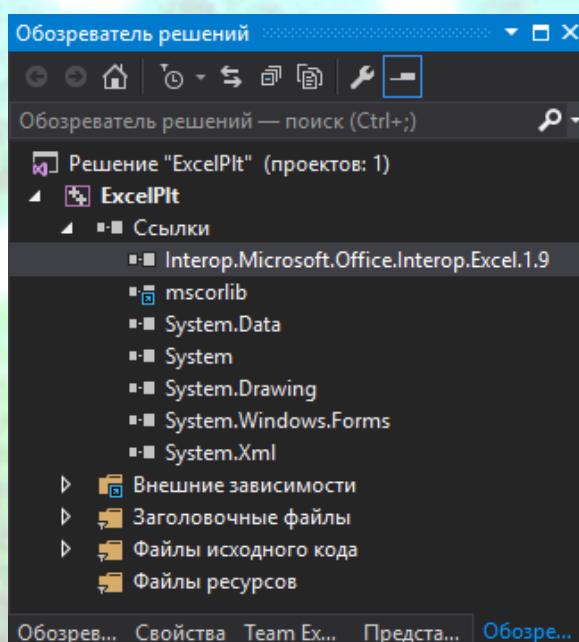 Обозреватель решений
Обозреватель решений — поиск (Ctrl+;)
Решение "ExcelPlt" (проектов: 1)
ExcelPlt
Ссылки
Interop.Microsoft.Office.Interop.Excel.1.9
mscorlib
System.Data
System
System.Drawing
System.Windows.Forms
System.Xml
Внешние зависимости
Заголовочные файлы
Файлы исходного кода
Файлы ресурсов
Обозрев... Свойства Team Ex... Предста... Обозре...